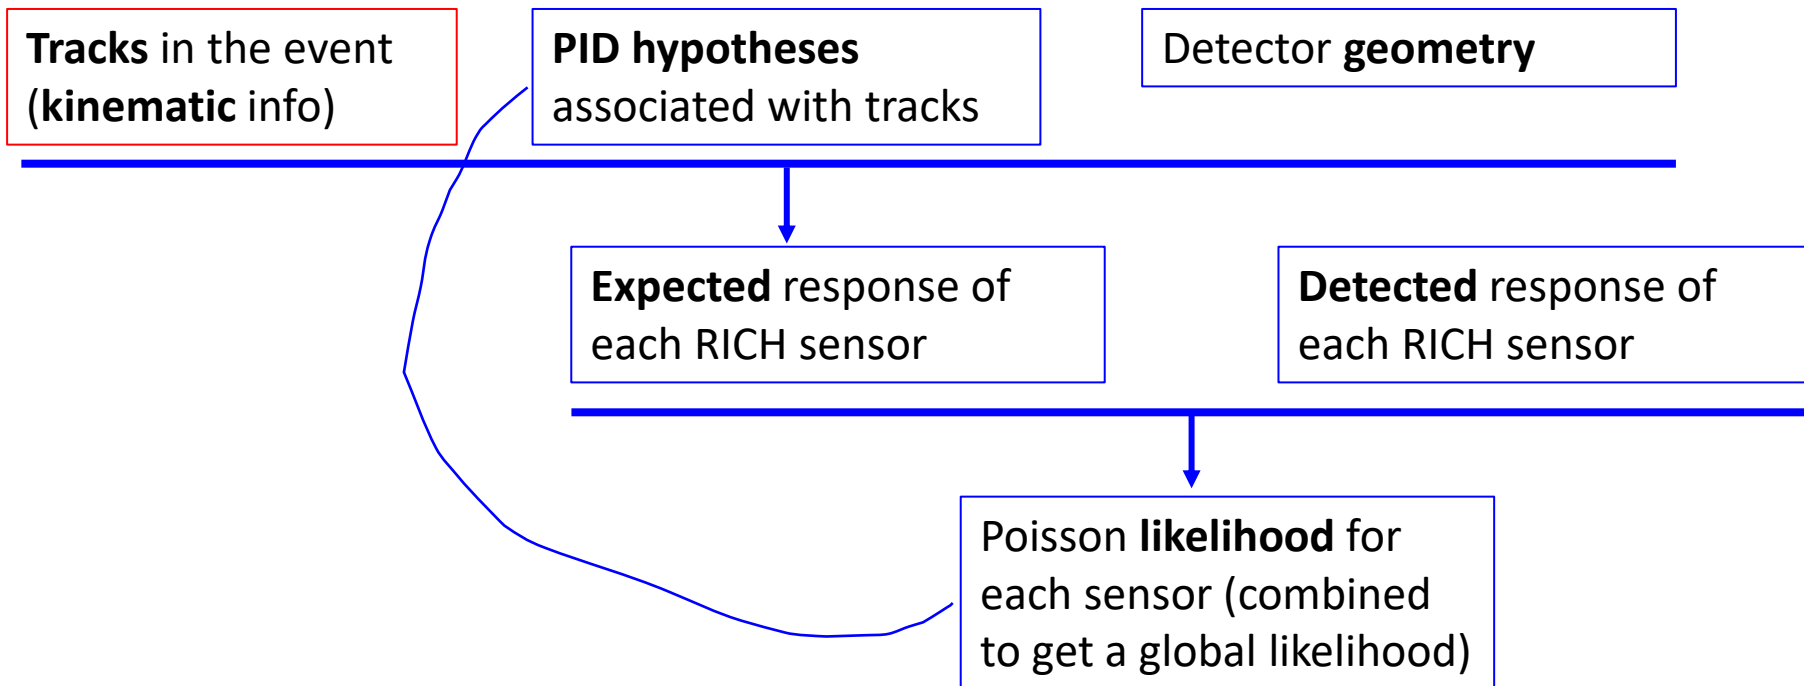 Tracks in the event
(kinematic info)
PID hypotheses
associated with tracks
Detector geometry
Expected response of
each RICH sensor
Detected response of
each RICH sensor
Poisson likelihood for
each sensor (combined
to get a global likelihood)